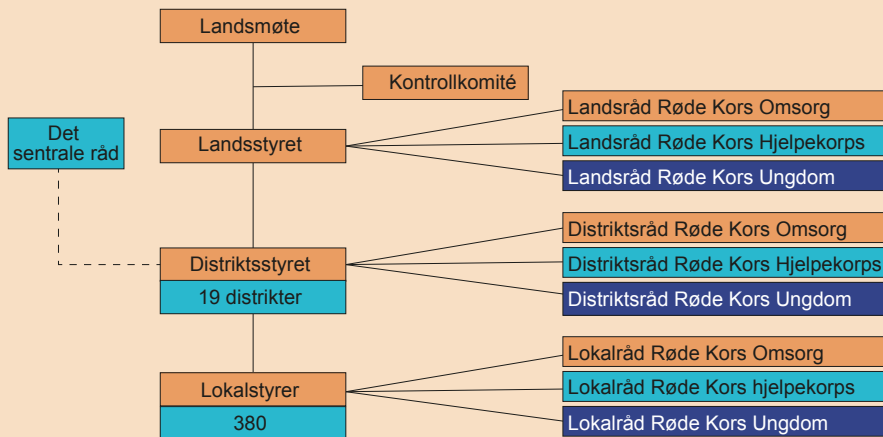 Landsmøte
Kontrollkomité
Det
sentrale råd
Landsstyret
Landsråd Røde Kors Omsorg
Landsråd Røde Kors Hjelpekorps
Landsråd Røde Kors Ungdom
Distriktsstyret
19 distrikter
Distriktsråd Røde Kors Omsorg
Distriktsråd Røde Kors Hjelpekorps
Distriktsråd Røde Kors Ungdom
Lokalstyrer
380
Lokalråd Røde Kors Omsorg
Lokalråd Røde Kors hjelpekorps
Lokalråd Røde Kors Ungdom